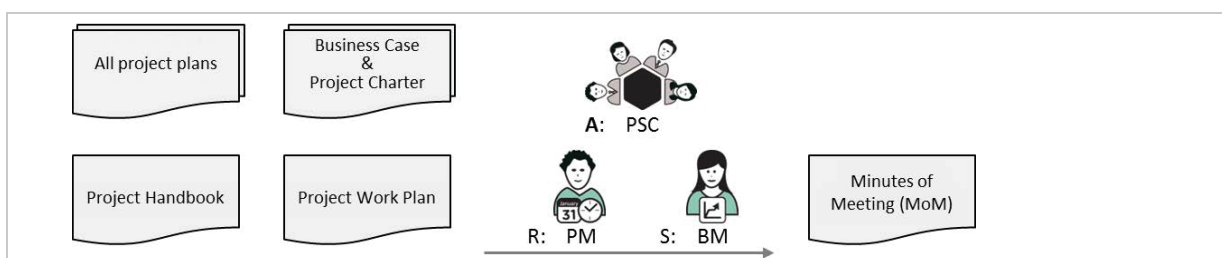 All project plans
Business Case
&
Project Charter
A: PSC
Project Handbook
Project Work Plan
January
31
R: PM
S: BM
Minutes of
Meeting (MoM)